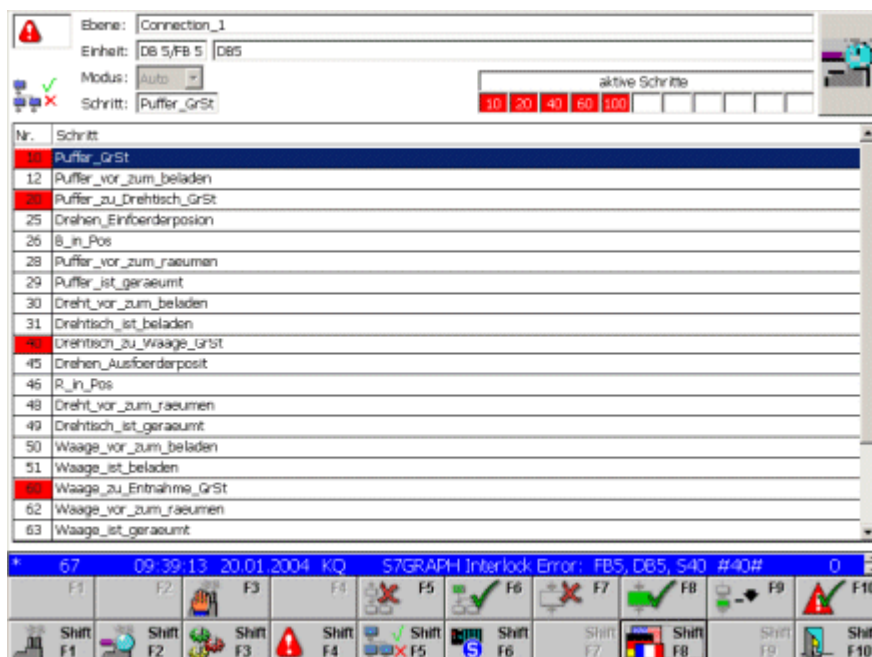 Ebene: Connection_1
Einheit: DB 5/FB 5 DB5
Modus: Auto
aktive Schritte
Schritt: Puffer_GrSt
10 20 40 60 100
Nr. Schritt
10 Puffer_GrSt
12 Puffer_vor_zum_beladen
20 Puffer_zu_Drehtisch_GrSt
25 Drehen_Einfoerderposion
26 B_in_Pos
28 Puffer_vor_zum_raeumen
29 Puffer_ist_geraeumt
30 Dreht_vor_zum_beladen
31 Drehtisch_ist_beladen
40 Drehtisch_zu_Waage_GrSt
45 Drehen_Ausfoerderposit
46 R_in_Pos
48 Dreht_vor_zum_raeumen
49 Drehtisch_ist_geraeumt
50 Waage_vor_zum_beladen
51 Waage_ist_beladen
60 Waage_zu_Entnahme_GrSt
62 Waage_vor_zum_raeumen
63 Waage_ist_geraeumt
* 67 09:39:13 20.01.2004 KQ S7GRAPH Interlock Error: FB5, DB5, S40 #40# 0
F1 F2 F3 F4 F5 F6 F7 F8 F9 F10
Shift Shift Shift Shift Shift Shift Shift Shift Shift Shift
F1 F2 F3 F4 F5 S F6 F7 F8 F9 F10